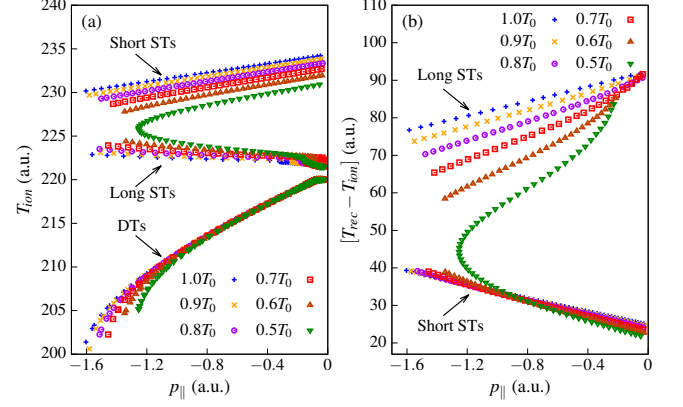 (a)
Short STs
Long STs
DTs
1.0T₀ 0.7T₀
0.9T₀ 0.6T₀
0.8T₀ 0.5T₀
240
235
230
225
220
215
210
205
200
T_ion (a.u.)
−1.6 −1.2 −0.8 −0.4 0
p∥ (a.u.)
(b)
1.0T₀ 0.7T₀
0.9T₀ 0.6T₀
0.8T₀ 0.5T₀
Long STs
Short STs
110
100
90
80
70
60
50
40
30
20
[T_rec − T_ion] (a.u.)
−1.6 −1.2 −0.8 −0.4 0
p∥ (a.u.)